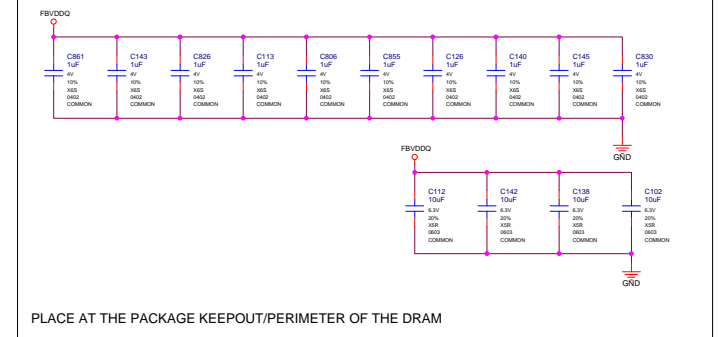 FBVDDQ
C861 C143 C826 C113 C806 C855 C126 C140 C145 C830
1uF 1uF 1uF 1uF 1uF 1uF 1uF 1uF 1uF 1uF
4V 4V 4V 4V 4V 4V 4V 4V 4V 4V
10% 10% 10% 10% 10% 10% 10% 10% 10% 10%
X6S X6S X6S X6S X6S X6S X6S X6S X6S X6S
0402 0402 0402 0402 0402 0402 0402 0402 0402 0402
COMMON COMMON COMMON COMMON COMMON COMMON COMMON COMMON COMMON COMMON
GND
FBVDDQ
C112 C142 C138 C102
10uF 10uF 10uF 10uF
6.3V 6.3V 6.3V 6.3V
20% 20% 20% 20%
X5R X5R X5R X5R
0603 0603 0603 0603
COMMON COMMON COMMON COMMON
GND
PLACE AT THE PACKAGE KEEPOUT/PERIMETER OF THE DRAM